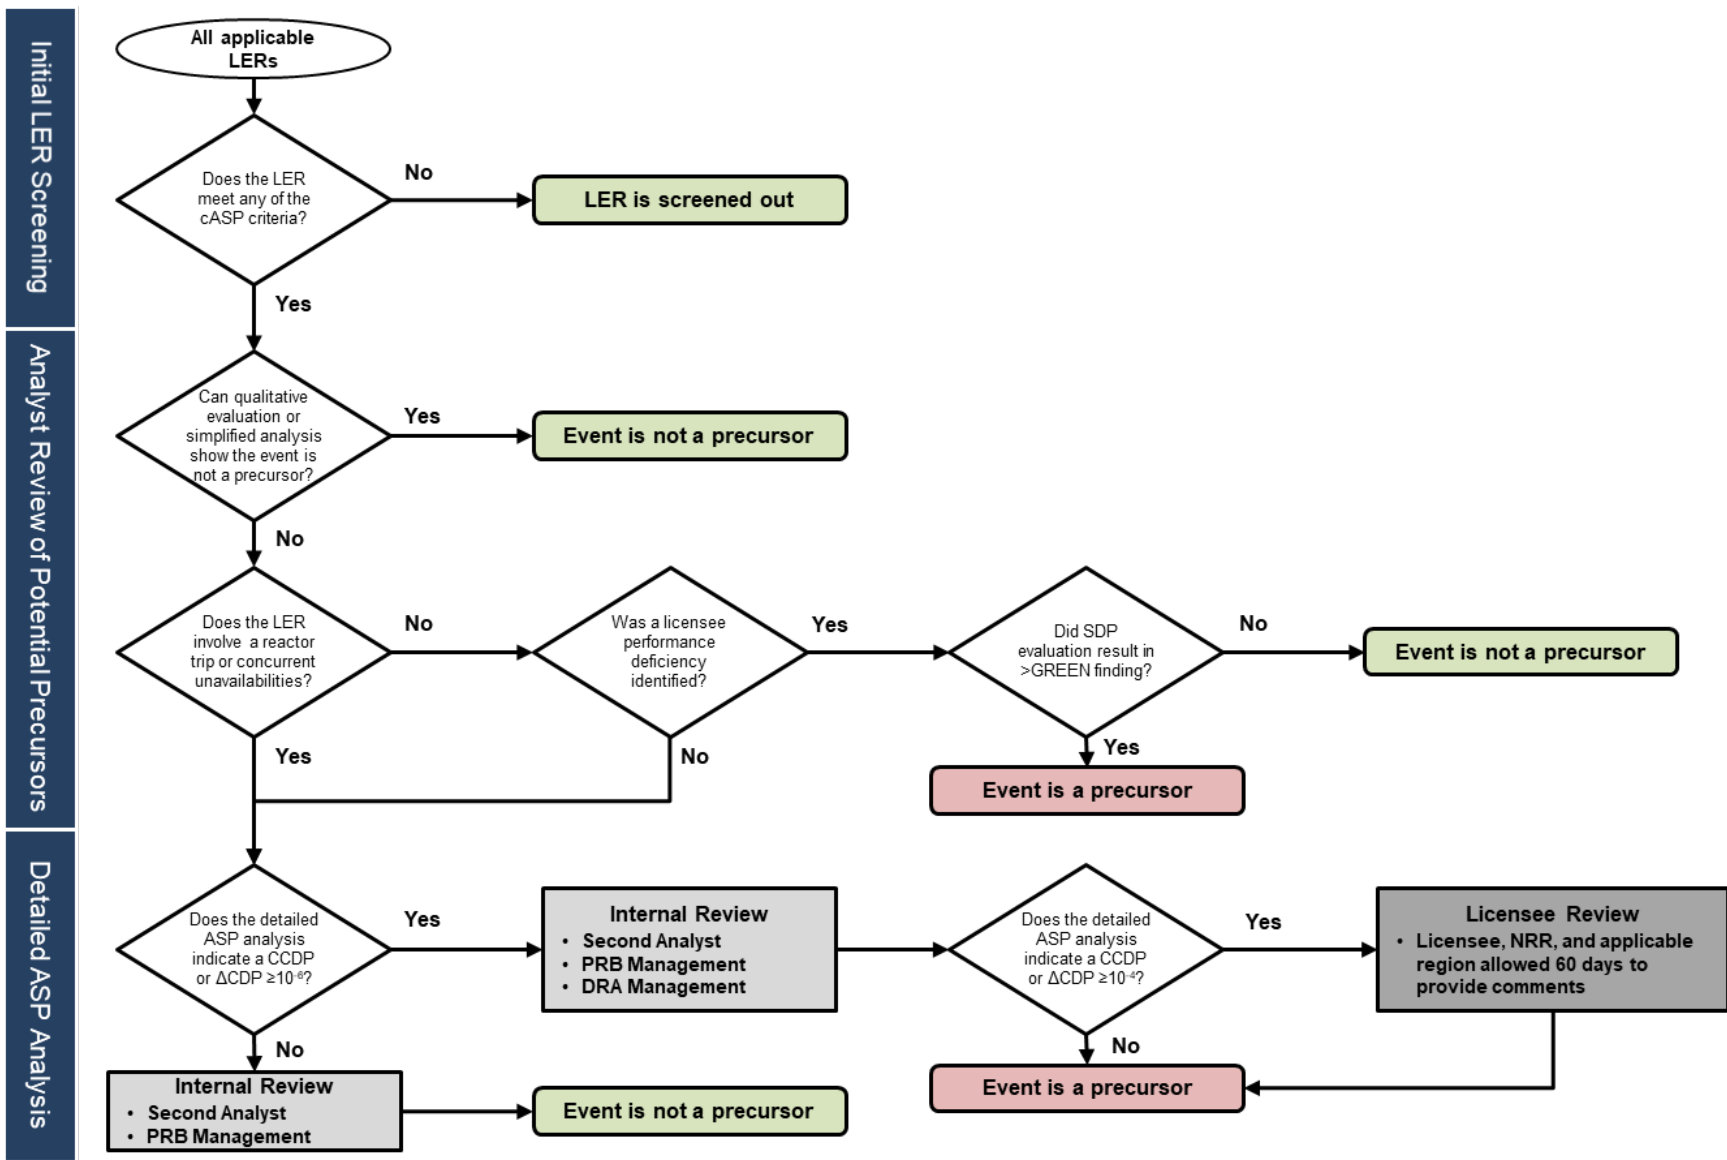 Initial LER Screening
All applicable
LERs
Does the LER
meet any of the
cASP criteria?
No
LER is screened out
Yes
Analyst Review of Potential Precursors
Can qualitative
evaluation or
simplified analysis
show the event is
not a precursor?
Yes
Event is not a precursor
No
Does the LER
involve a reactor
trip or concurrent
unavailabilities?
No
Was a licensee
performance
deficiency
identified?
Yes
Did SDP
evaluation result in
>GREEN finding?
No
Event is not a precursor
Yes
No
Yes
Event is a precursor
Detailed ASP Analysis
Does the detailed
ASP analysis
indicate a CCDP
or ΔCDP ≥10⁻⁶?
Yes
Internal Review
• Second Analyst
• PRB Management
• DRA Management
Does the detailed
ASP analysis
indicate a CCDP
or ΔCDP ≥10⁻⁴?
Yes
Licensee Review
• Licensee, NRR, and applicable
region allowed 60 days to
provide comments
No
Internal Review
• Second Analyst
• PRB Management
Event is not a precursor
No
Event is a precursor